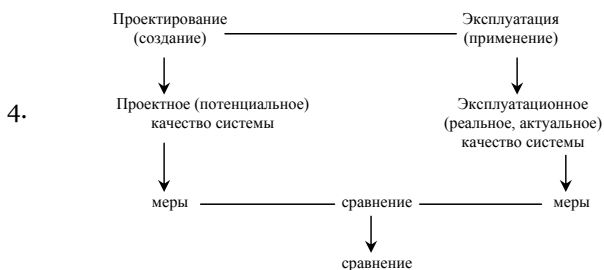 Проектирование
(создание)
Эксплуатация
(применение)
4.
Проектное (потенциальное)
качество системы
Эксплуатационное
(реальное, актуальное)
качество системы
меры
сравнение
меры
сравнение